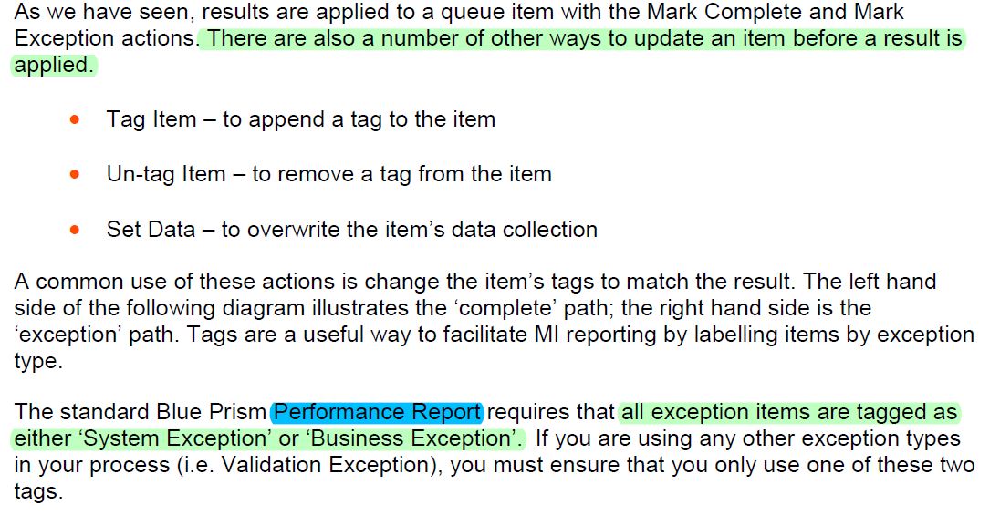 As we have seen, results are applied to a queue item with the Mark Complete and Mark
Exception actions. There are also a number of other ways to update an item before a result is
applied.
• Tag Item – to append a tag to the item
• Un-tag Item – to remove a tag from the item
• Set Data – to overwrite the item’s data collection
A common use of these actions is change the item’s tags to match the result. The left hand
side of the following diagram illustrates the ‘complete’ path; the right hand side is the
‘exception’ path. Tags are a useful way to facilitate MI reporting by labelling items by exception
type.
The standard Blue Prism Performance Report requires that all exception items are tagged as
either ‘System Exception’ or ‘Business Exception’. If you are using any other exception types
in your process (i.e. Validation Exception), you must ensure that you only use one of these two
tags.